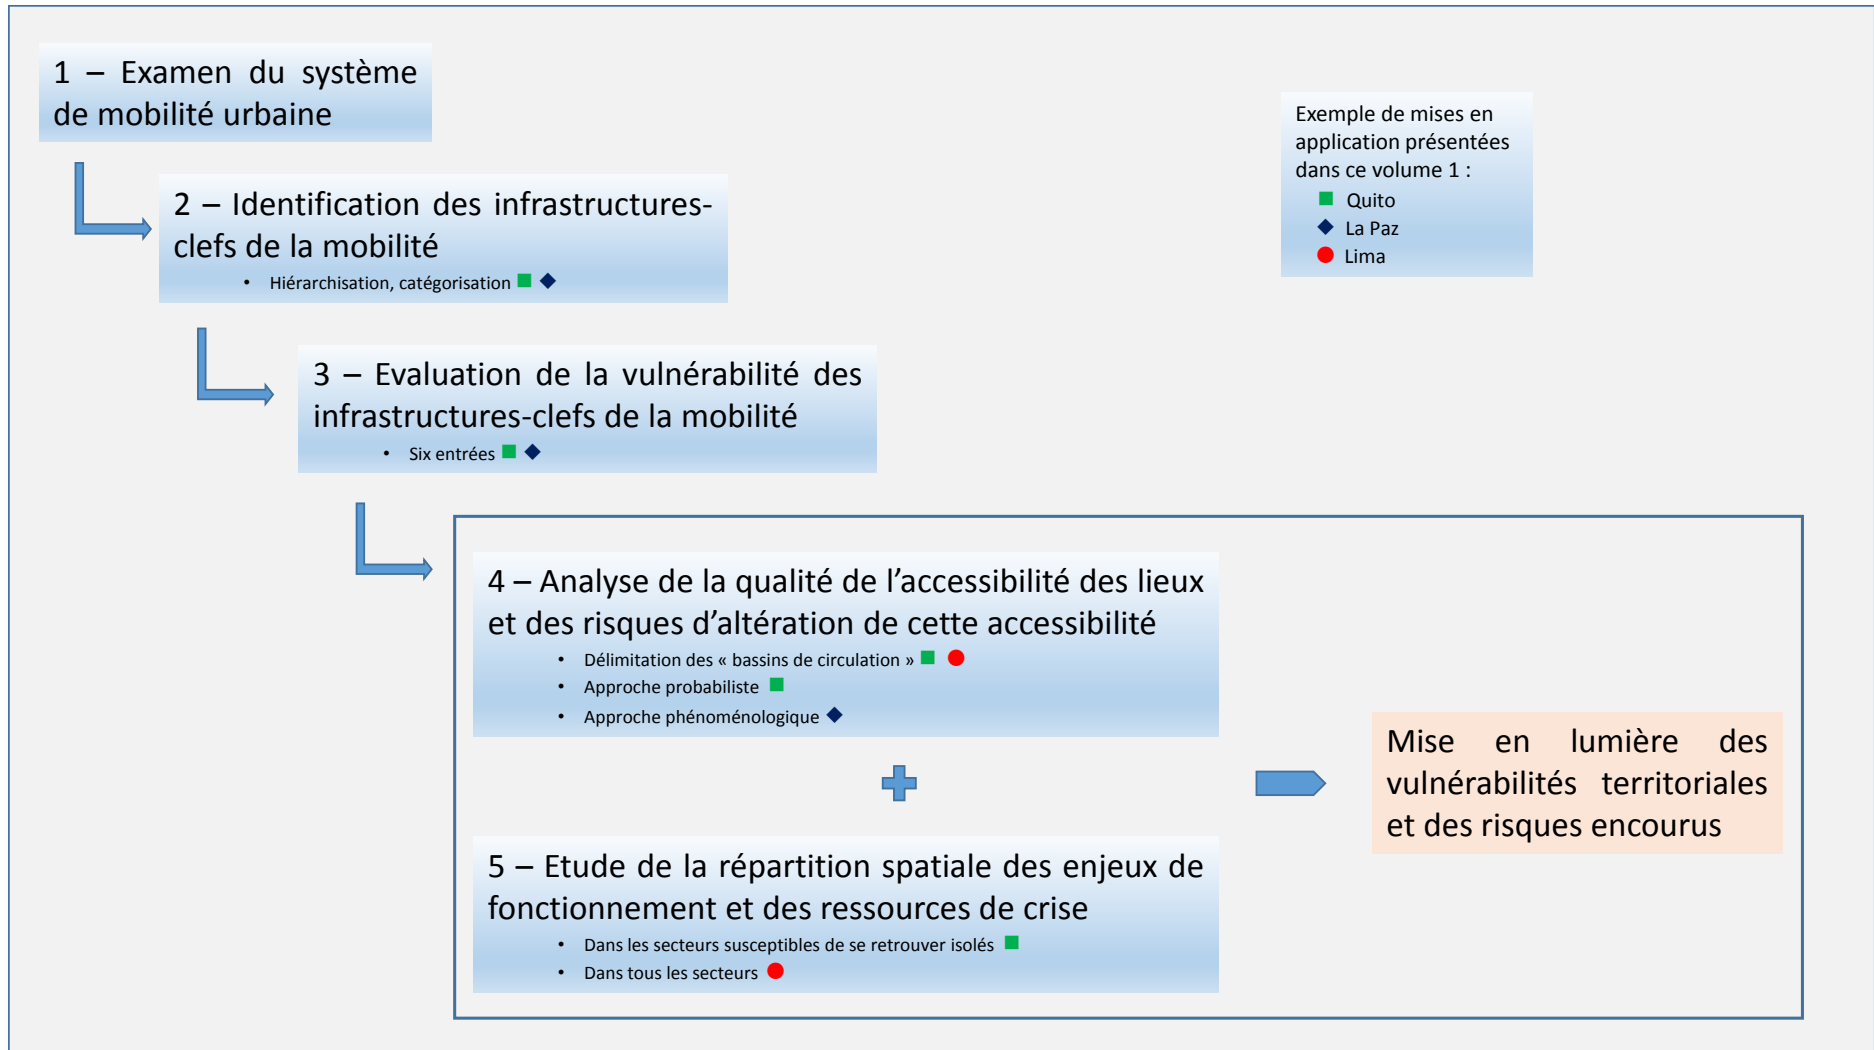 1 – Examen du système
de mobilité urbaine
Exemple de mises en
application présentées
dans ce volume 1 :
Quito
La Paz
Lima
2 – Identification des infrastructures-
clefs de la mobilité
• Hiérarchisation, catégorisation
3 – Evaluation de la vulnérabilité des
infrastructures-clefs de la mobilité
• Six entrées
4 – Analyse de la qualité de l’accessibilité des lieux
et des risques d’altération de cette accessibilité
• Délimitation des « bassins de circulation »
• Approche probabiliste
• Approche phénoménologique
5 – Etude de la répartition spatiale des enjeux de
fonctionnement et des ressources de crise
• Dans les secteurs susceptibles de se retrouver isolés
• Dans tous les secteurs
Mise en lumière des
vulnérabilités territoriales
et des risques encourus